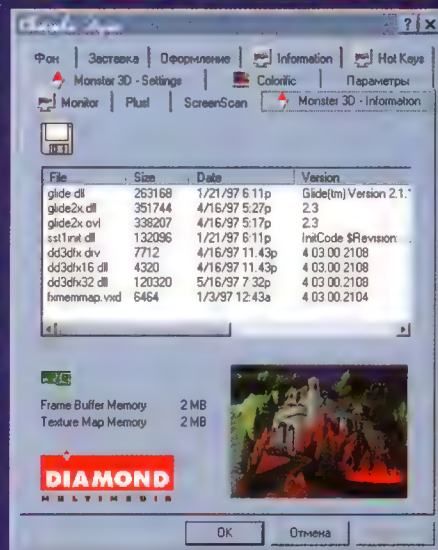 ? x
Фон Заставка Оформление Information Hot Keys
Monster 3D - Settings Colorific Параметры
Monitor Plus! ScreenScan Monster 3D - Information
File Size Date Version
glide.dll 263168 1/21/97 6:11p Glide(tm) Version 2.1.
glide2x.dll 351744 4/16/97 5:27p 2.3
glide2x.ovl 338207 4/16/97 5:17p 2.3
sst1init.dll 132096 1/21/97 6:11p InitCode $Revision:
dd3dfx.drv 7712 4/16/97 11:43p 4.03.00.2108
dd3dfx16.dll 4320 4/16/97 11:43p 4.03.00.2108
dd3dfx32.dll 120320 5/16/97 7:32p 4.03.00.2108
fxmemmap.vxd 6464 1/3/97 12:43a 4.03.00.2104
Frame Buffer Memory 2 MB
Texture Map Memory 2 MB
DIAMOND
MULTIMEDIA
OK Отмена